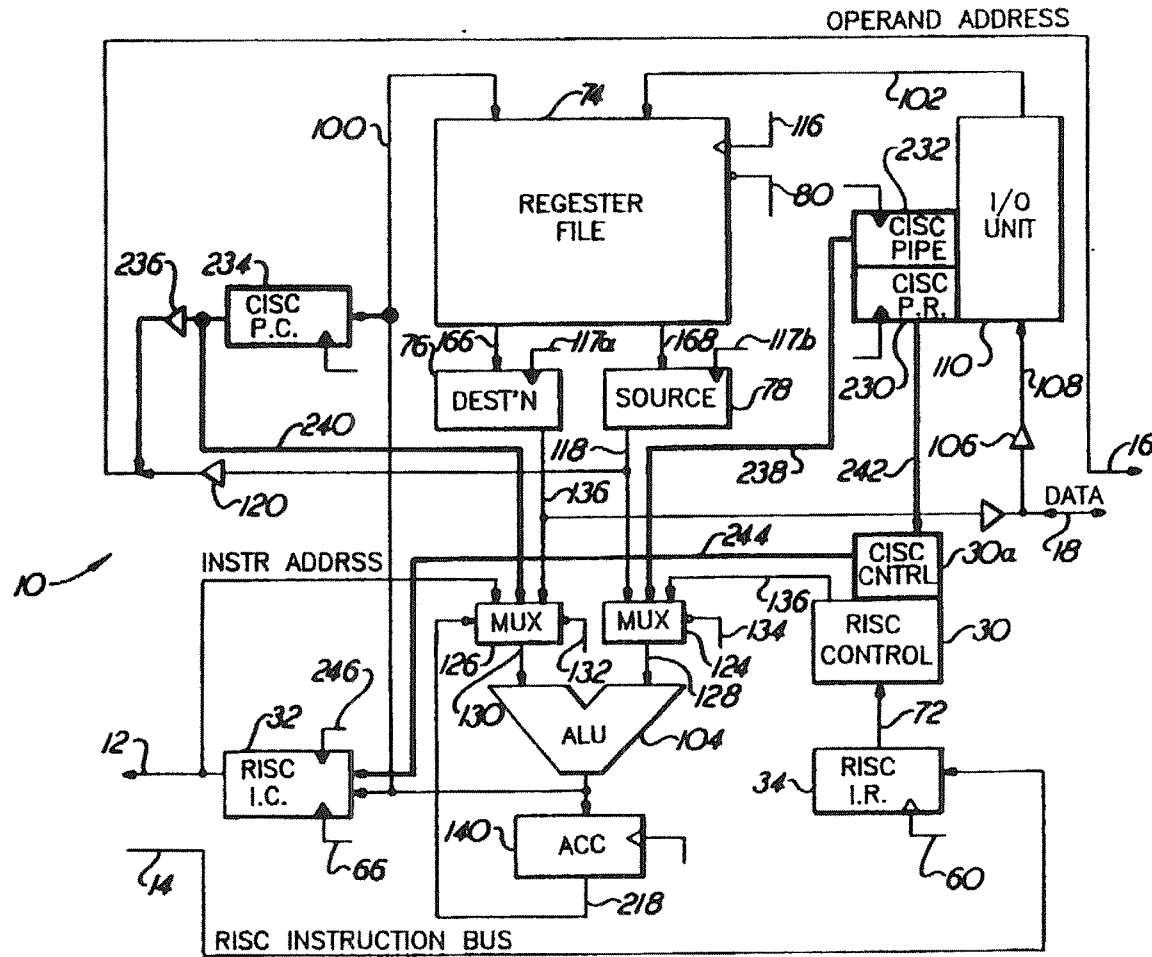 OPERAND ADDRESS
74
102
100
116
232
80
REGESTER
FILE
I/O
UNIT
CISC
PIPE
236
234
CISC
P.C.
CISC
P.R.
76
166
117a
168
117b
230
110
108
DEST'N
SOURCE
78
240
118
238
242
106
16
120
136
DATA
18
244
10
INSTR ADDRSS
CISC
CNTRL
30a
136
MUX
MUX
134
RISC
CONTROL
30
126
132
124
246
130
128
72
32
12
ALU
104
RISC
I.C.
34
RISC
I.R.
140
ACC
66
60
14
218
RISC INSTRUCTION BUS